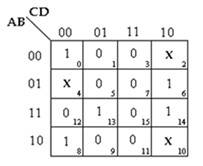 CD
AB
00 01 11 10
00 1 0 0 0 1 3 X 2
01 X 4 0 5 0 7 1 6
11 0 12 1 13 0 15 1 14
10 1 8 0 9 0 11 X 10